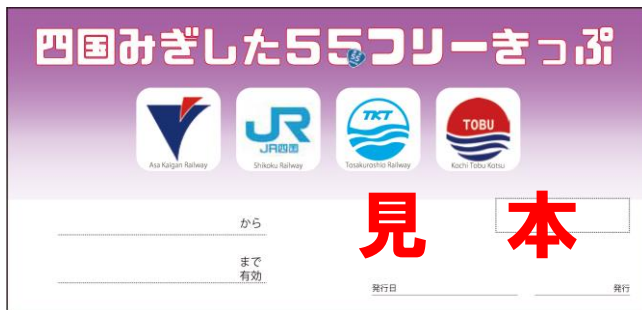 四国みぎした55フリーきっぷ
55
JR
JR四国
TKT
TOBU
Asa Kaigan Railway
Shikoku Railway
Tosakuroshio Railway
Kochi Tobu Kotsu
から
見本
まで
有効
発行日
発行